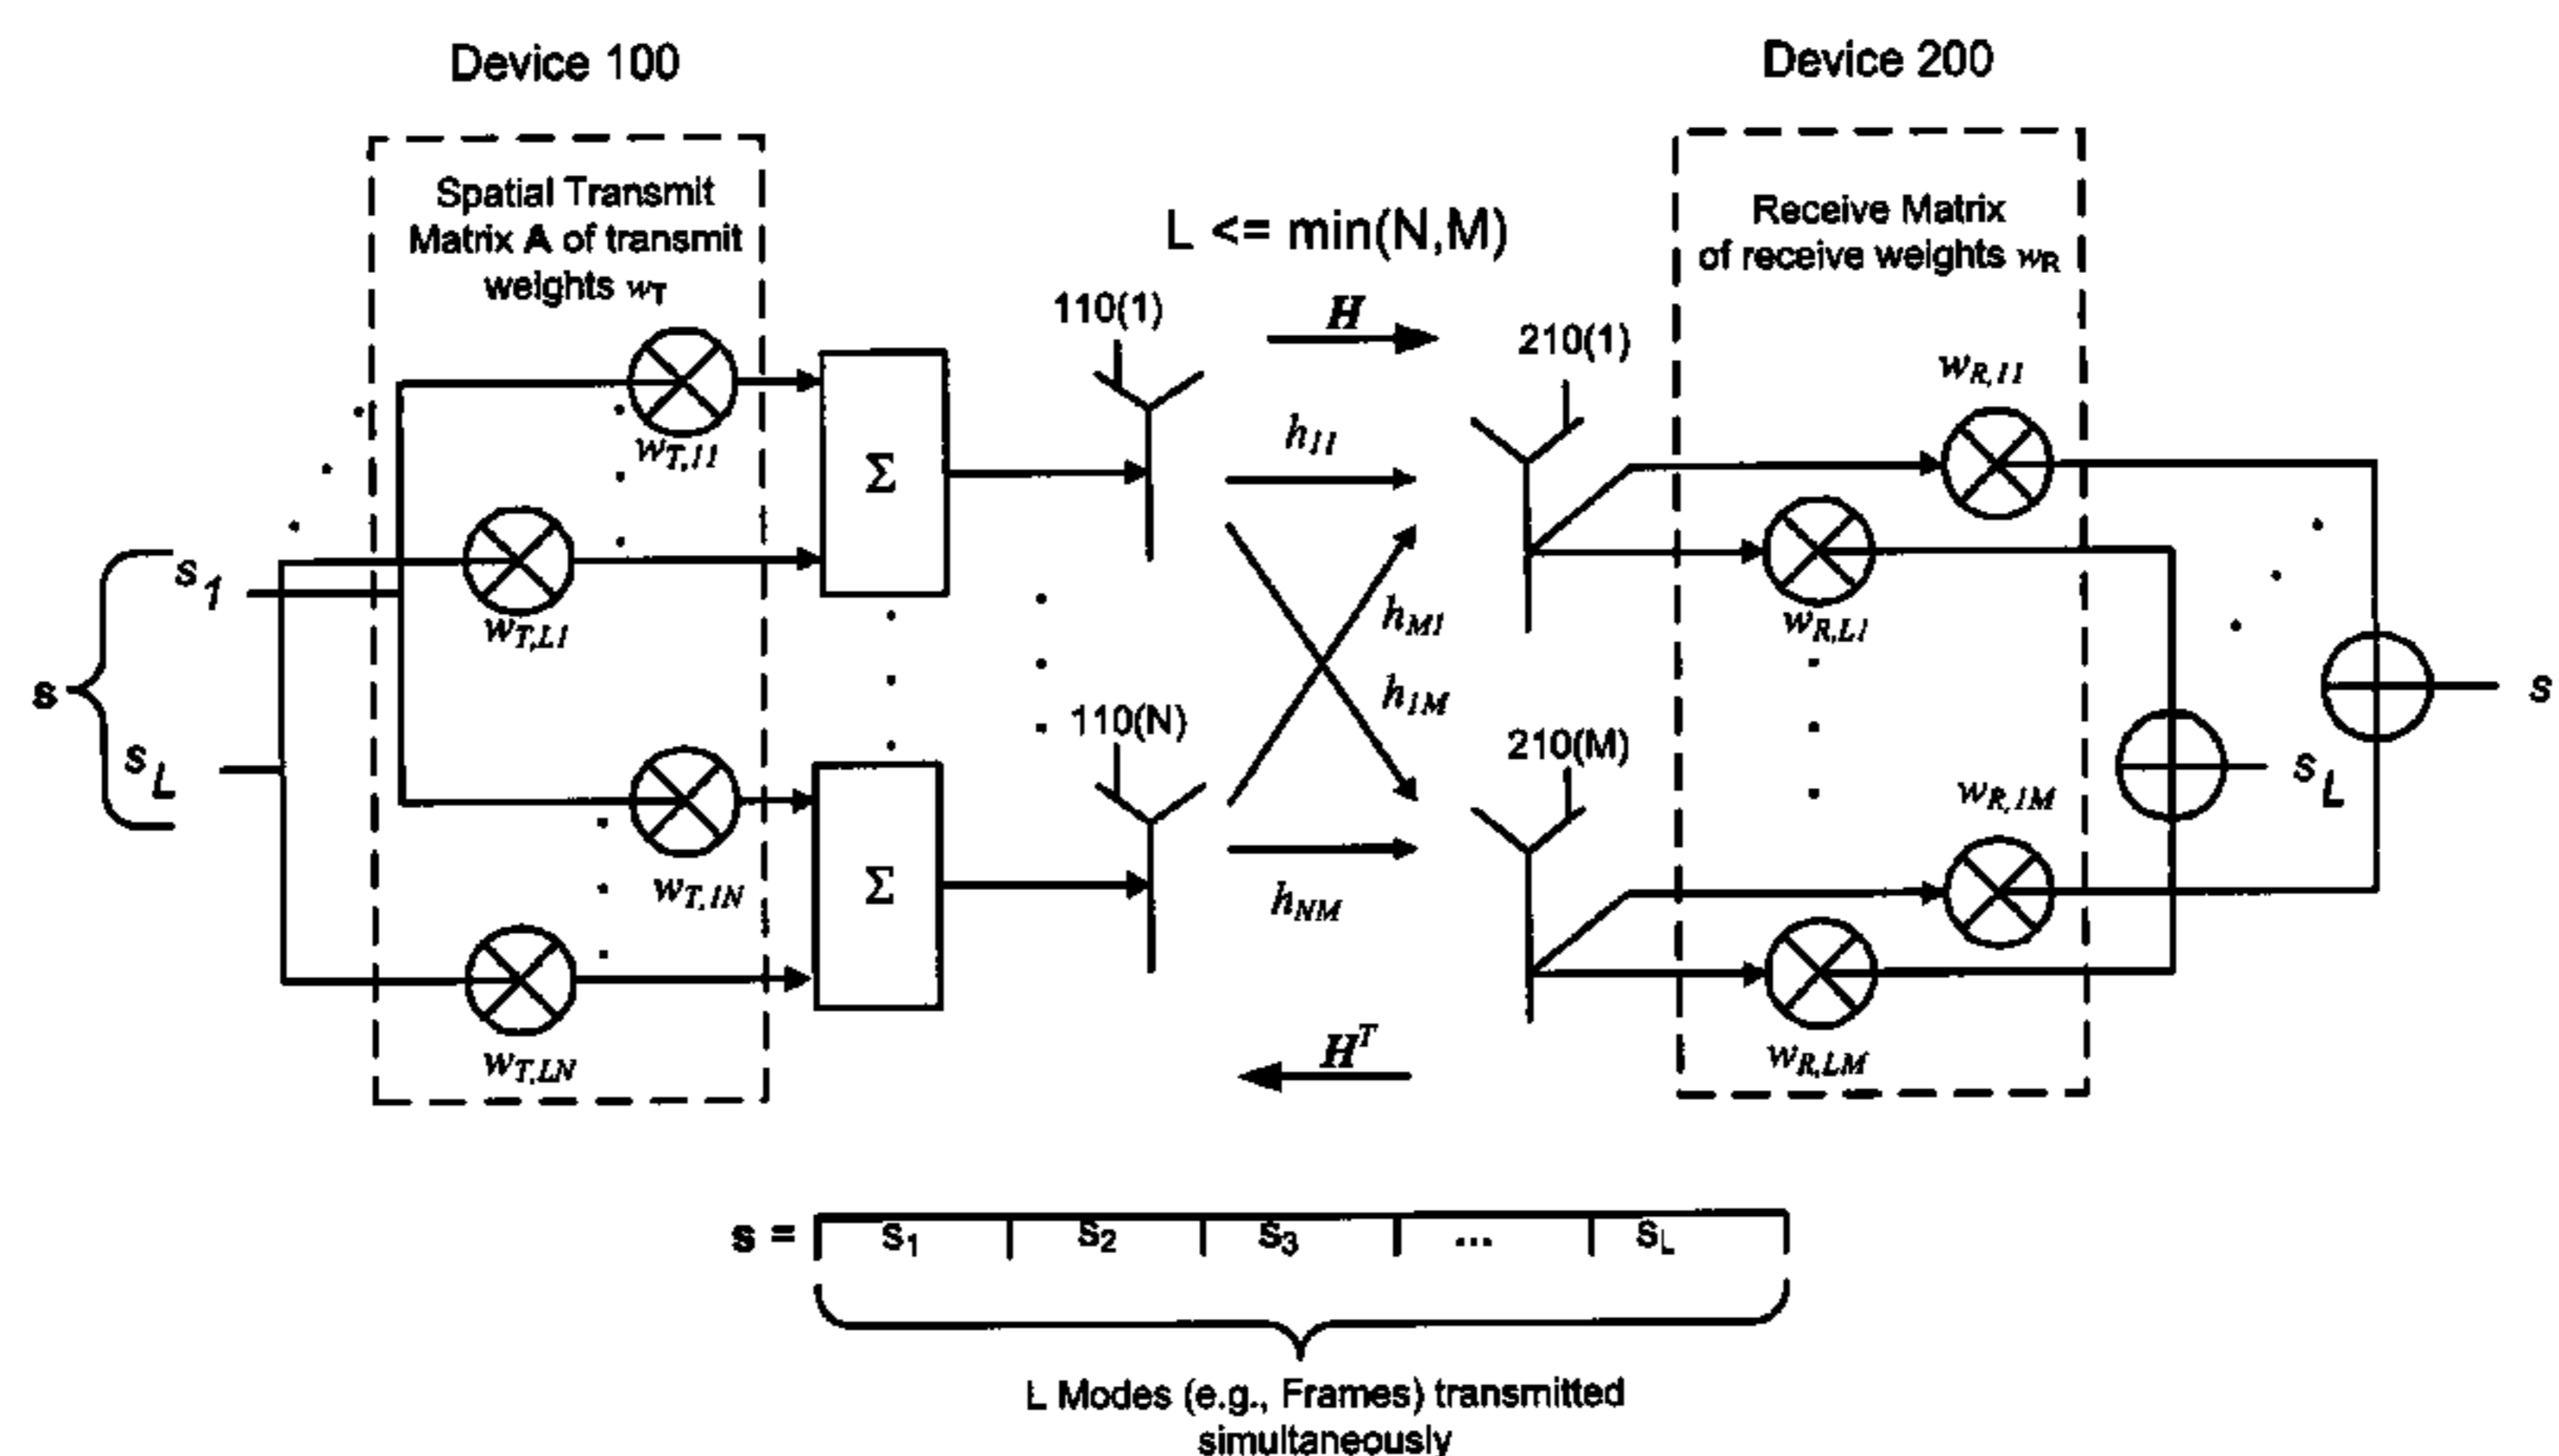 Device 100
Device 200
Spatial Transmit
Matrix A of transmit
weights wT
L <= min(N,M)
Receive Matrix
of receive weights wR
110(1)
H
210(1)
wR,11
wT,11
Σ
h11
s1
wT,L1
hM1
wR,L1
s
h1M
s
110(N)
210(M)
sL
sL
wR,1M
wT,1N
Σ
hNM
wT,LN
HT
wR,LM
s = s1 s2 s3 ... sL
L Modes (e.g., Frames) transmitted
simultaneously